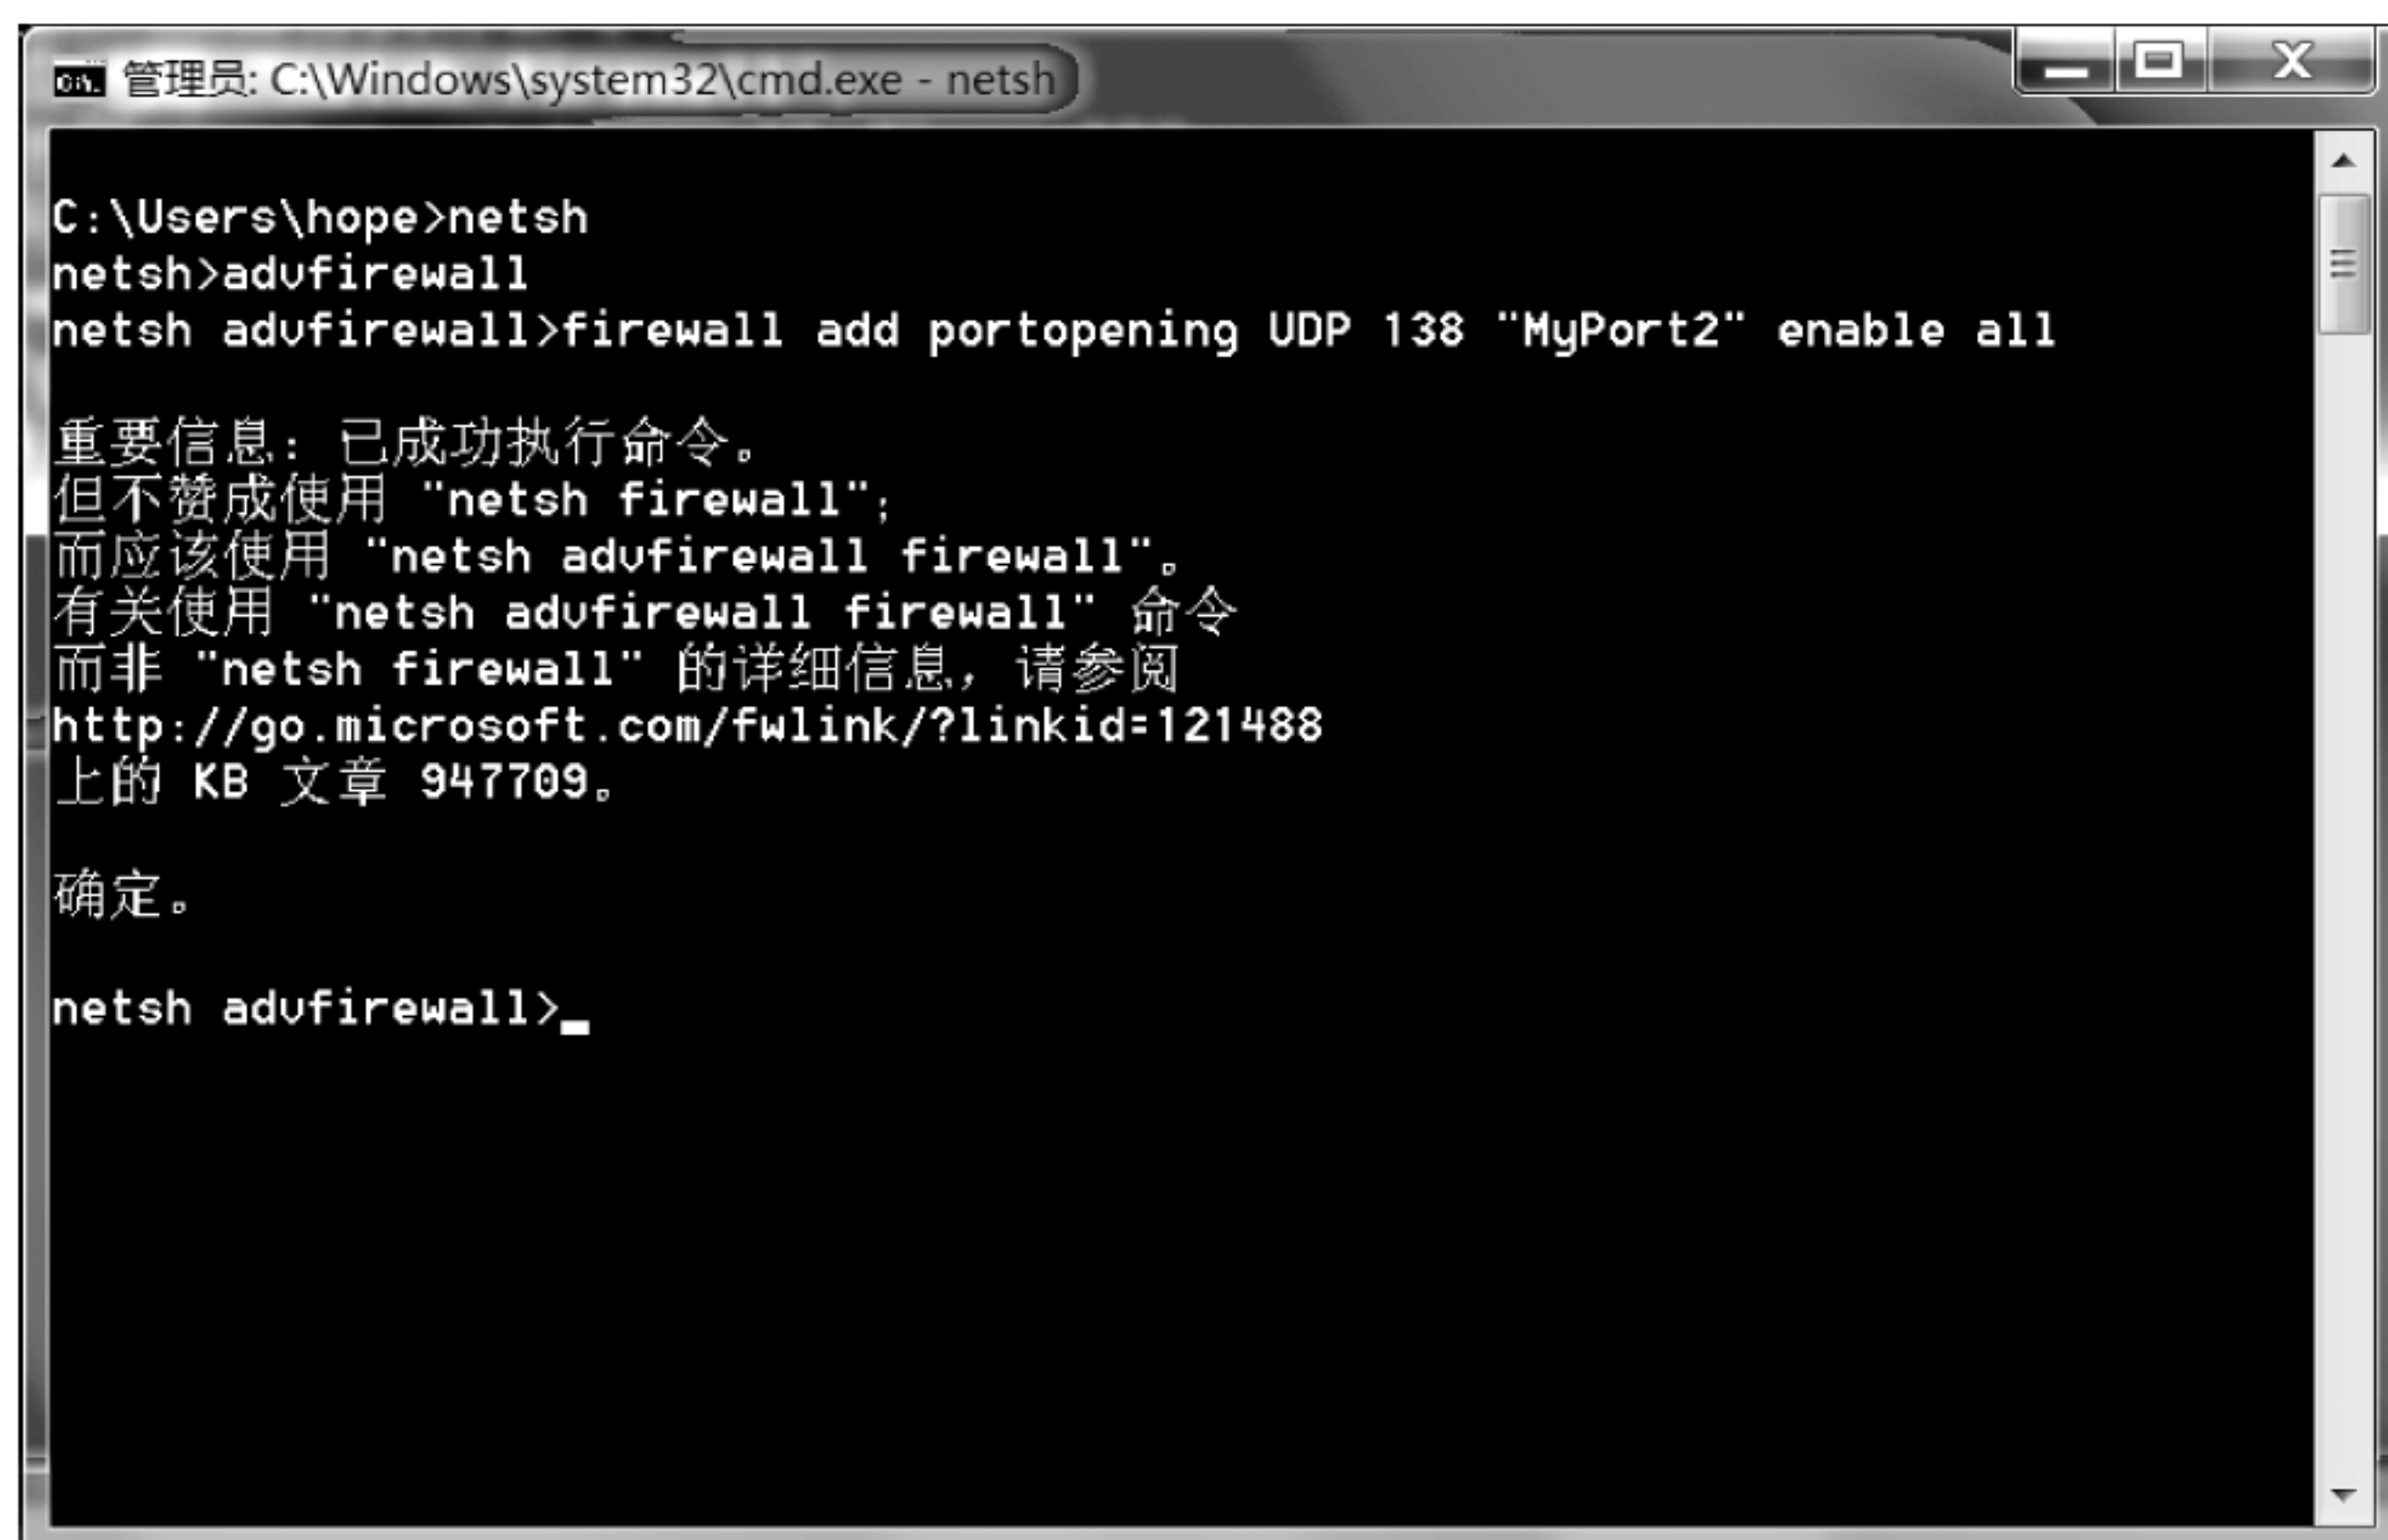 管理员: C:\Windows\system32\cmd.exe - netsh
C:\Users\hope>netsh
netsh>advfirewall
netsh advfirewall>firewall add portopening UDP 138 "MyPort2" enable all
重要信息: 已成功执行命令。
但不赞成使用 "netsh firewall";
而应该使用 "netsh advfirewall firewall"。
有关使用 "netsh advfirewall firewall" 命令
而非 "netsh firewall" 的详细信息，请参阅
http://go.microsoft.com/fwlink/?linkid=121488
上的 KB 文章 947709。
确定。
netsh advfirewall>